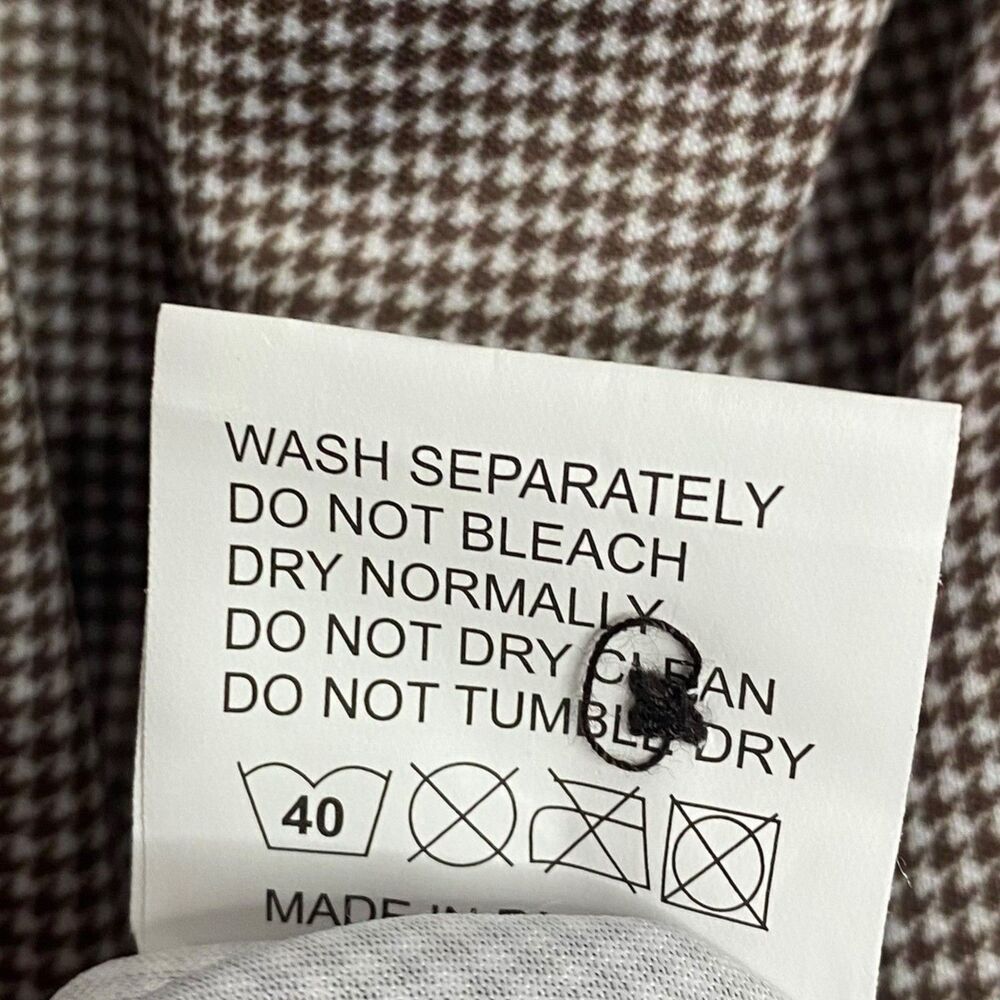 WASH SEPARATELY
DO NOT BLEACH
DRY NORMALLY
DO NOT DRY CLEAN
DO NOT TUMBLE DRY
40
MADE IN